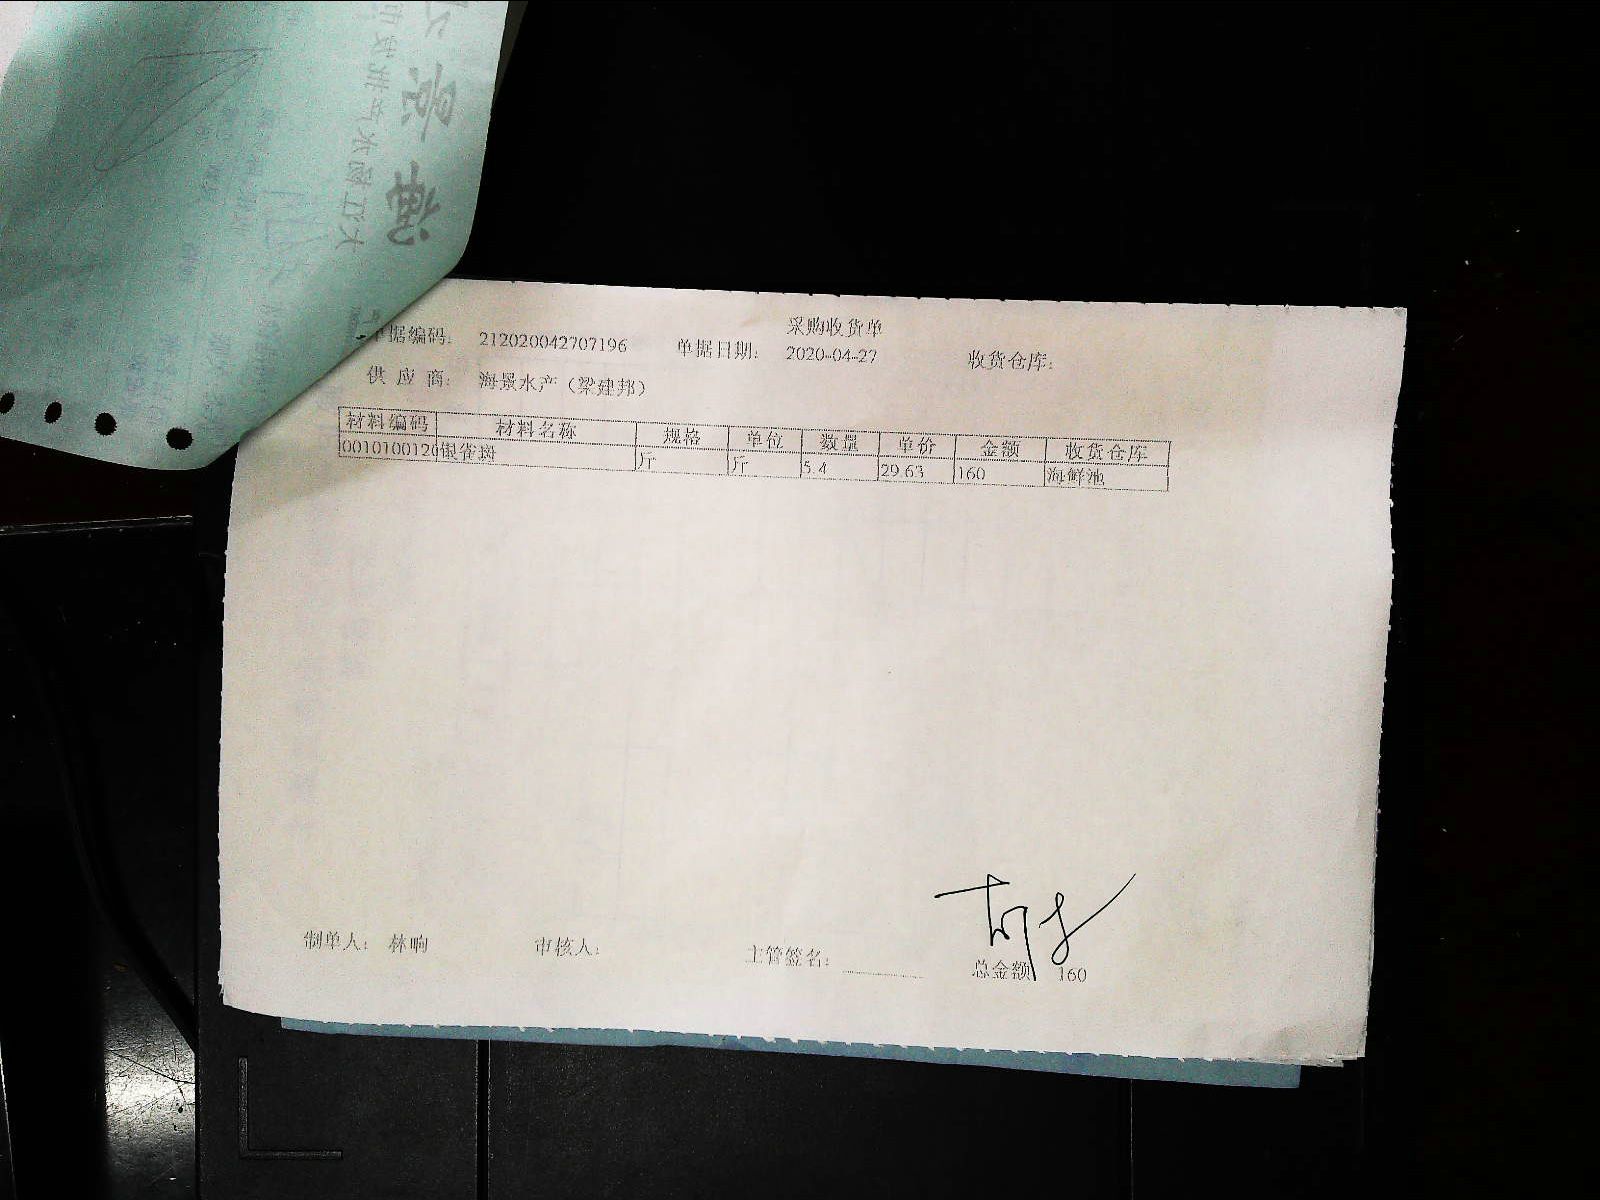 采购收货单
单据编码： 212020042707196 单据日期： 2020-04-27 收货仓库：
供应商： 海景水产（梁建邦）
材料编码 材料名称 规格 单位 数量 单价 金额 收货仓库
0010100120 银雀斑 斤 斤 5.4 29.63 160 海鲜池
制单人： 林响 审核人： 主管签名： 总金额 160